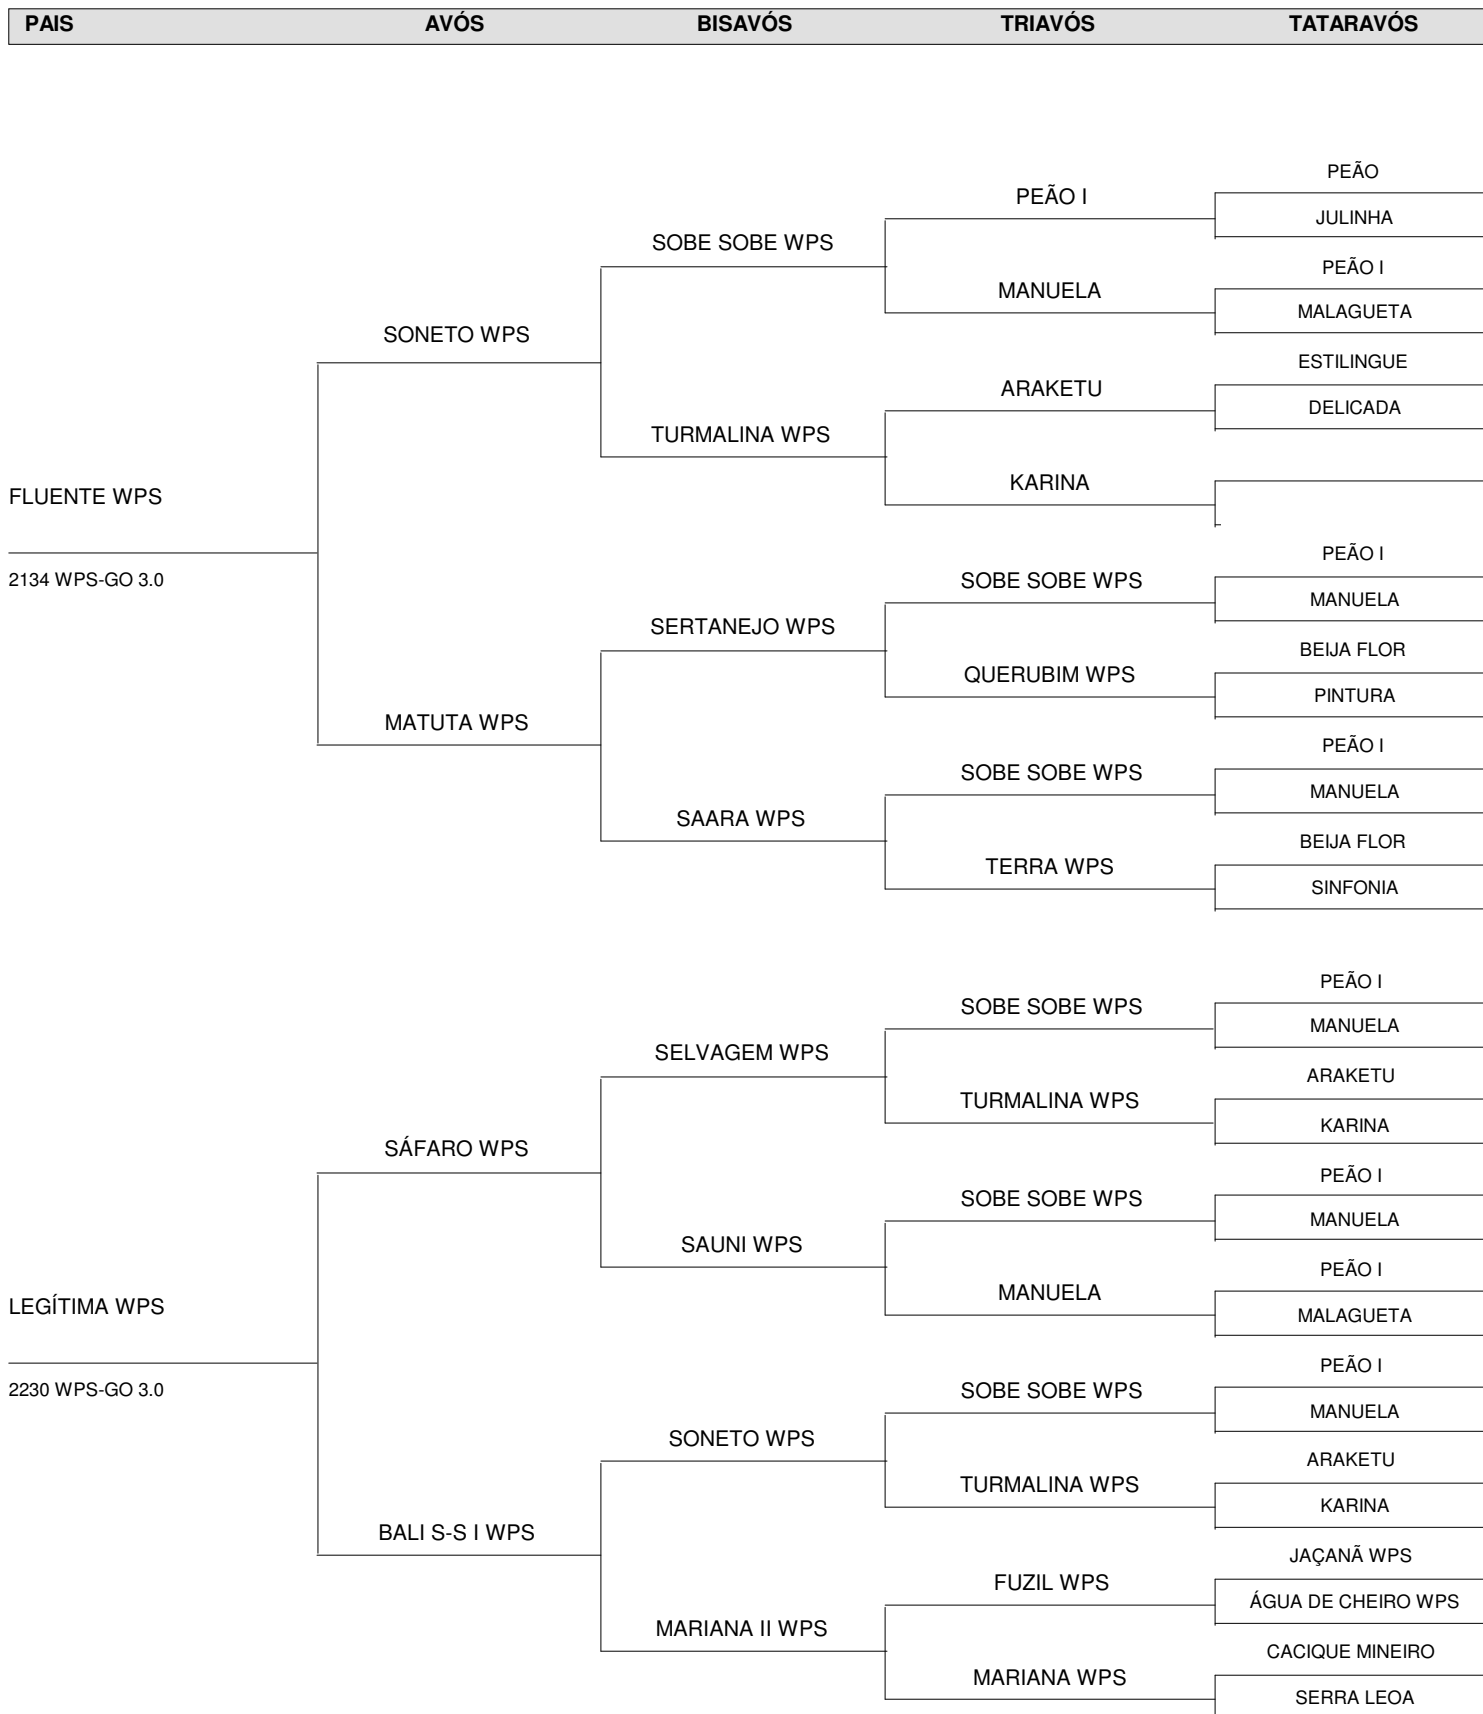 PAIS AVÓS BISAVÓS TRIAVÓS TATARAVÓS
PEÃO
PEÃO I
JULINHA
SOBE SOBE WPS
PEÃO I
MANUELA
MALAGUETA
SONETO WPS
ESTILINGUE
ARAKETU
DELICADA
TURMALINA WPS
KARINA
FLUENTE WPS
PEÃO I
2134 WPS-GO 3.0
SOBE SOBE WPS
MANUELA
SERTANEJO WPS
BEIJA FLOR
QUERUBIM WPS
PINTURA
MATUTA WPS
PEÃO I
SOBE SOBE WPS
MANUELA
SAARA WPS
BEIJA FLOR
TERRA WPS
SINFONIA
PEÃO I
SOBE SOBE WPS
MANUELA
SELVAGEM WPS
ARAKETU
TURMALINA WPS
KARINA
SÁFARO WPS
PEÃO I
SOBE SOBE WPS
MANUELA
SAUNI WPS
PEÃO I
MANUELA
LEGÍTIMA WPS
MALAGUETA
PEÃO I
2230 WPS-GO 3.0
SOBE SOBE WPS
MANUELA
SONETO WPS
ARAKETU
TURMALINA WPS
KARINA
BALI S-S I WPS
JAÇANÃ WPS
FUZIL WPS
ÁGUA DE CHEIRO WPS
MARIANA II WPS
CACIQUE MINEIRO
MARIANA WPS
SERRA LEOA